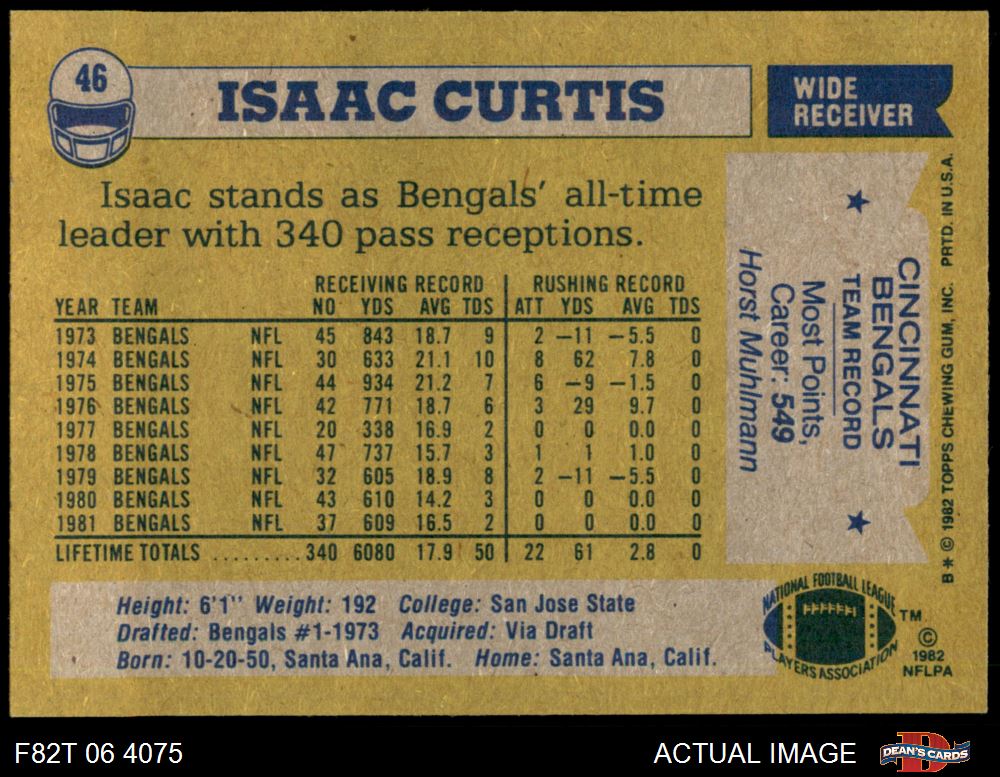 46
ISAAC CURTIS
WIDE
RECEIVER
Isaac stands as Bengals' all-time
leader with 340 pass receptions.
RECEIVING RECORD RUSHING RECORD
YEAR TEAM NO YDS AVG TDS ATT YDS AVG TDS
1973 BENGALS NFL 45 843 18.7 9 2 –11 –5.5 0
1974 BENGALS NFL 30 633 21.1 10 8 62 7.8 0
1975 BENGALS NFL 44 934 21.2 7 6 –9 –1.5 0
1976 BENGALS NFL 42 771 18.7 6 3 29 9.7 0
1977 BENGALS NFL 20 338 16.9 2 0 0 0.0 0
1978 BENGALS NFL 47 737 15.7 3 1 1 1.0 0
1979 BENGALS NFL 32 605 18.9 8 2 –11 –5.5 0
1980 BENGALS NFL 43 610 14.2 3 0 0 0.0 0
1981 BENGALS NFL 37 609 16.5 2 0 0 0.0 0
LIFETIME TOTALS ......... 340 6080 17.9 50 22 61 2.8 0
CINCINNATI
BENGALS
TEAM RECORD
Most Points,
Career: 549
Horst Muhlmann
B* © 1982 TOPPS CHEWING GUM, INC. PRTD. IN U.S.A.
Height: 6'1" Weight: 192 College: San Jose State
Drafted: Bengals #1-1973 Acquired: Via Draft
Born: 10-20-50, Santa Ana, Calif. Home: Santa Ana, Calif.
NATIONAL FOOTBALL LEAGUE
PLAYERS ASSOCIATION
TM
©
1982
NFLPA
F82T 06 4075
ACTUAL IMAGE
D
DEAN'S CARDS